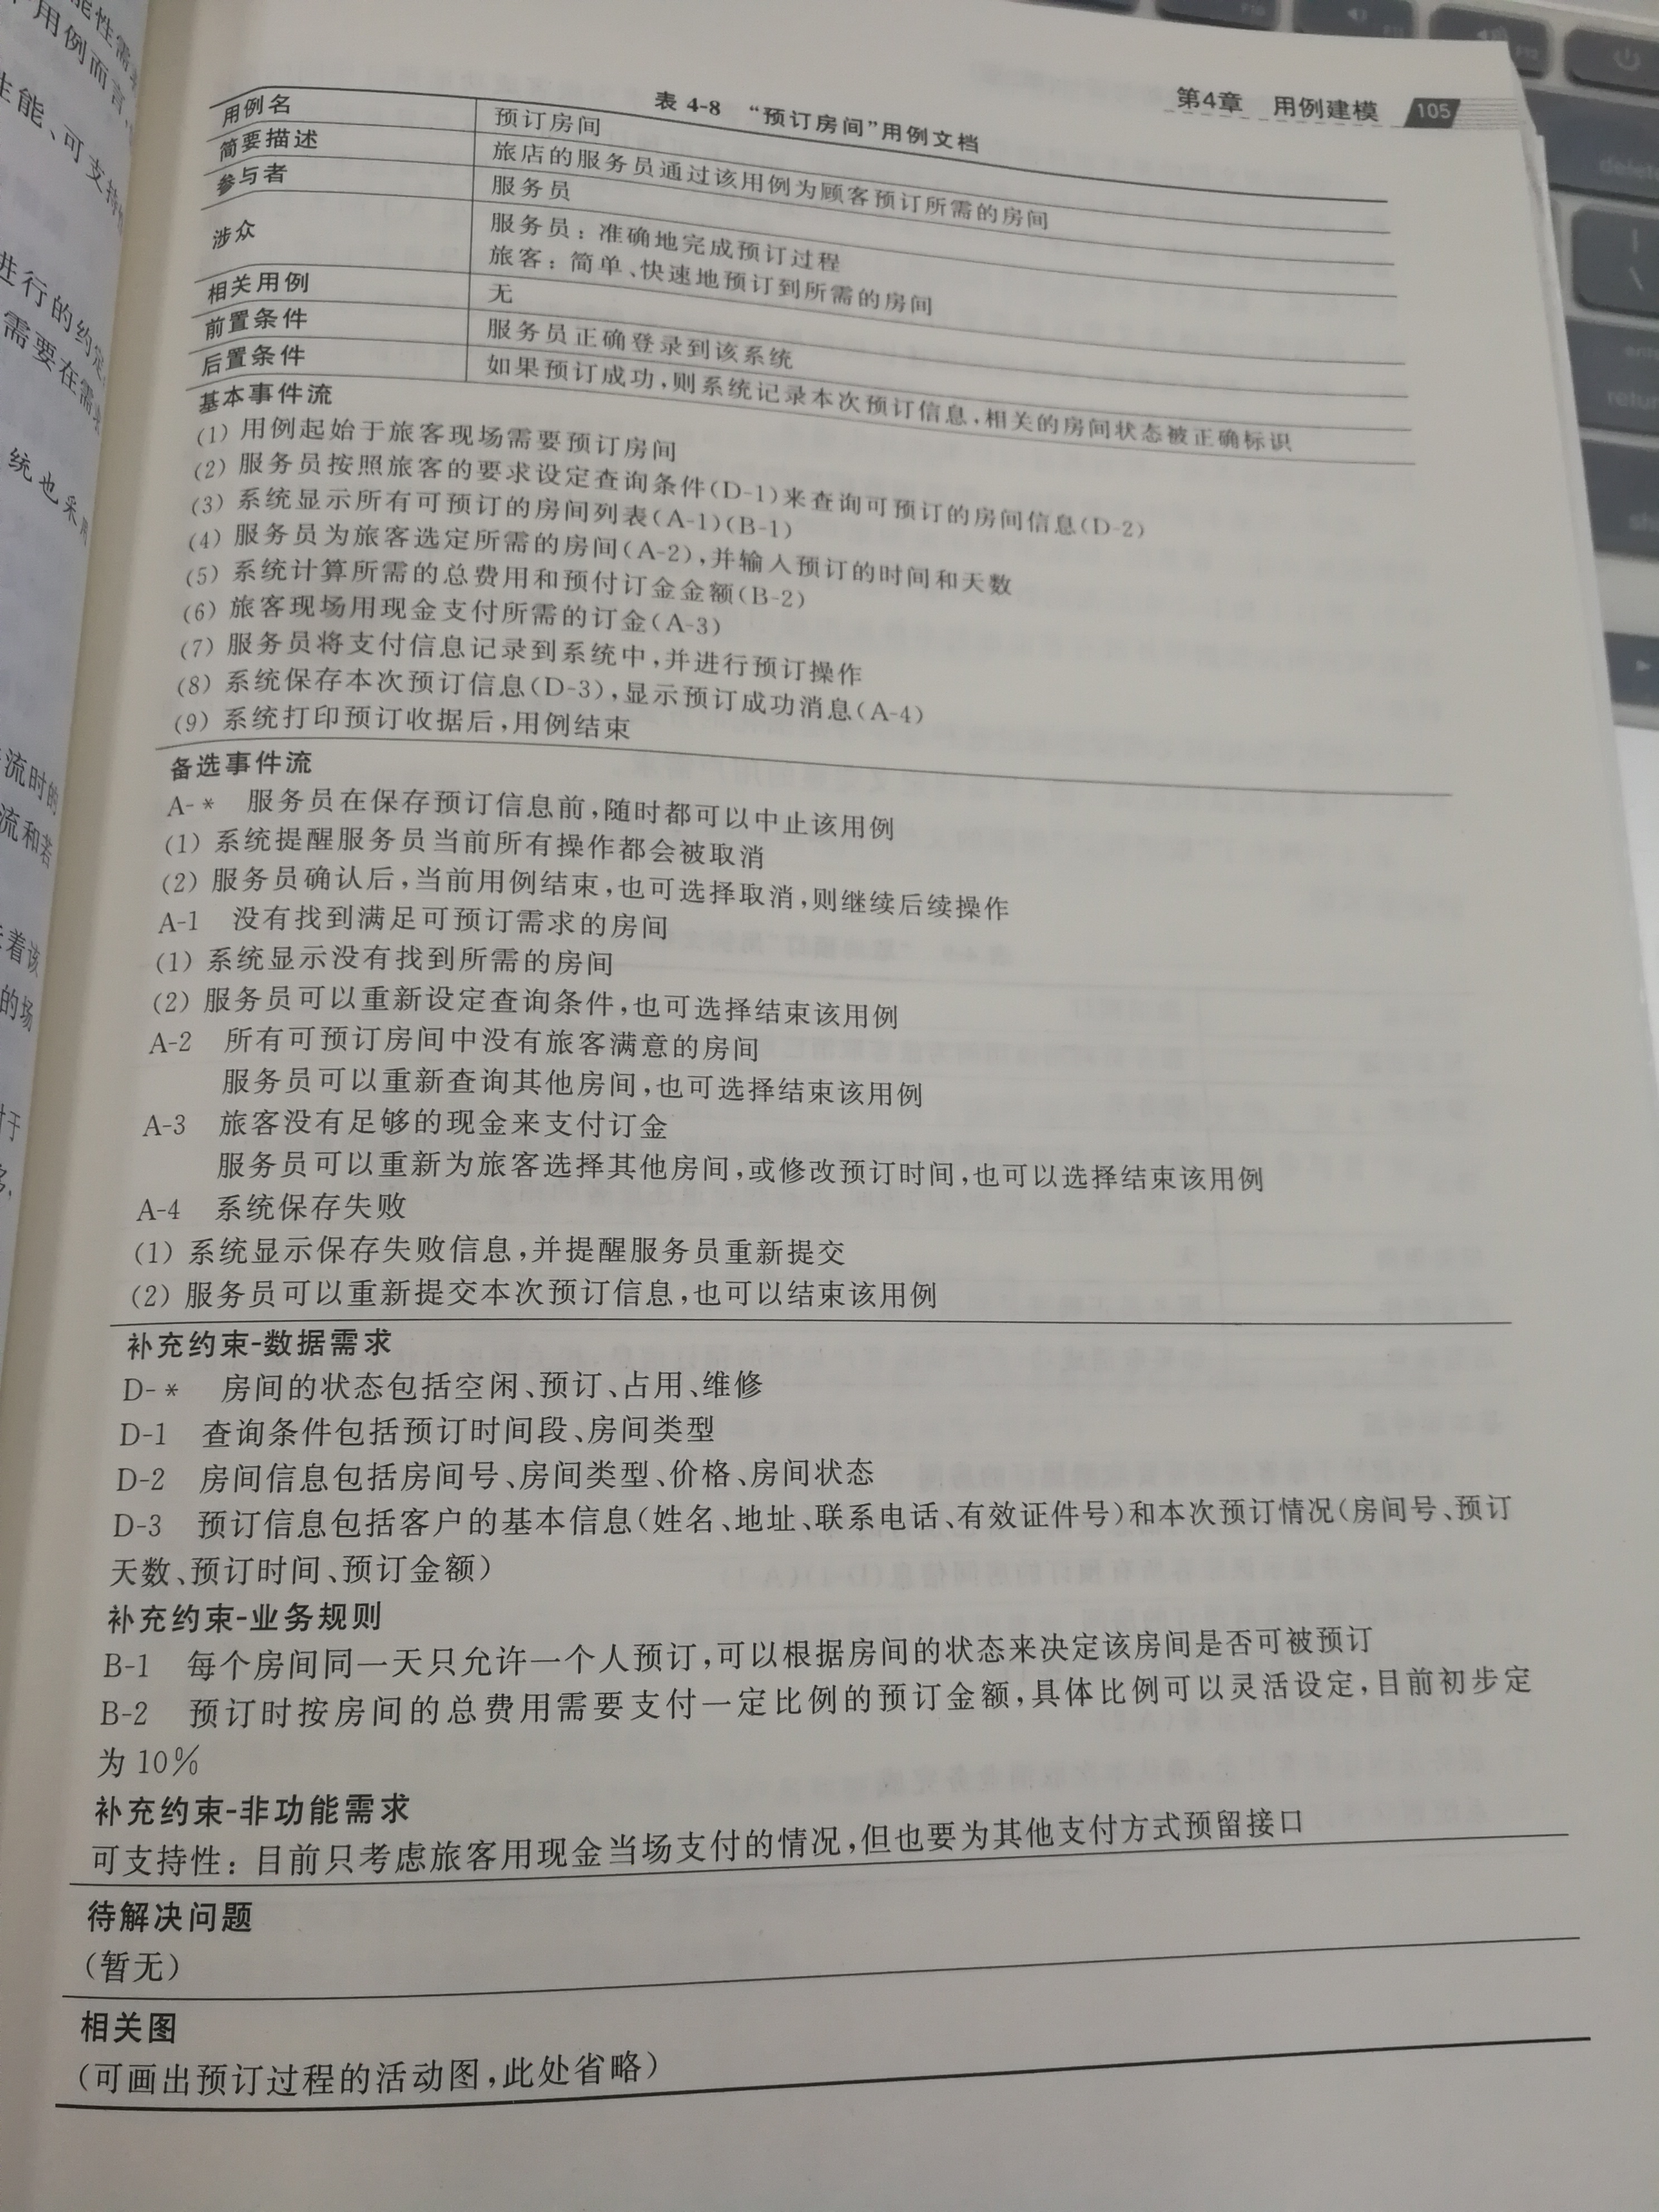 第4章 用例建模 105
表 4-8 “预订房间”用例文档
用例名 预订房间
简要描述 旅店的服务员通过该用例为顾客预订所需的房间
参与者 服务员
涉众 服务员：准确地完成预订过程
旅客：简单、快速地预订到所需的房间
相关用例 无
前置条件 服务员正确登录到该系统
后置条件 如果预订成功，则系统记录本次预订信息，相关的房间状态被正确标识
基本事件流
(1) 用例起始于旅客现场需要预订房间
(2) 服务员按照旅客的要求设定查询条件(D-1)来查询可预订的房间信息(D-2)
(3) 系统显示所有可预订的房间列表(A-1)(B-1)
(4) 服务员为旅客选定所需的房间(A-2)，并输入预订的时间和天数
(5) 系统计算所需的总费用和预付订金金额(B-2)
(6) 旅客现场用现金支付所需的订金(A-3)
(7) 服务员将支付信息记录到系统中，并进行预订操作
(8) 系统保存本次预订信息(D-3)，显示预订成功消息(A-4)
(9) 系统打印预订收据后，用例结束
备选事件流
A-* 服务员在保存预订信息前，随时都可以中止该用例
(1) 系统提醒服务员当前所有操作都会被取消
(2) 服务员确认后，当前用例结束，也可选择取消，则继续后续操作
A-1 没有找到满足可预订需求的房间
(1) 系统显示没有找到所需的房间
(2) 服务员可以重新设定查询条件，也可选择结束该用例
A-2 所有可预订房间中没有旅客满意的房间
服务员可以重新查询其他房间，也可选择结束该用例
A-3 旅客没有足够的现金来支付订金
服务员可以重新为旅客选择其他房间，或修改预订时间，也可以选择结束该用例
A-4 系统保存失败
(1) 系统显示保存失败信息，并提醒服务员重新提交
(2) 服务员可以重新提交本次预订信息，也可以结束该用例
补充约束-数据需求
D-* 房间的状态包括空闲、预订、占用、维修
D-1 查询条件包括预订时间段、房间类型
D-2 房间信息包括房间号、房间类型、价格、房间状态
D-3 预订信息包括客户的基本信息(姓名、地址、联系电话、有效证件号)和本次预订情况(房间号、预订
天数、预订时间、预订金额)
补充约束-业务规则
B-1 每个房间同一天只允许一个人预订，可以根据房间的状态来决定该房间是否可被预订
B-2 预订时按房间的总费用需要支付一定比例的预订金额，具体比例可以灵活设定，目前初步定
为 10%
补充约束-非功能需求
可支持性：目前只考虑旅客用现金当场支付的情况，但也要为其他支付方式预留接口
待解决问题
(暂无)
相关图
(可画出预订过程的活动图，此处省略)